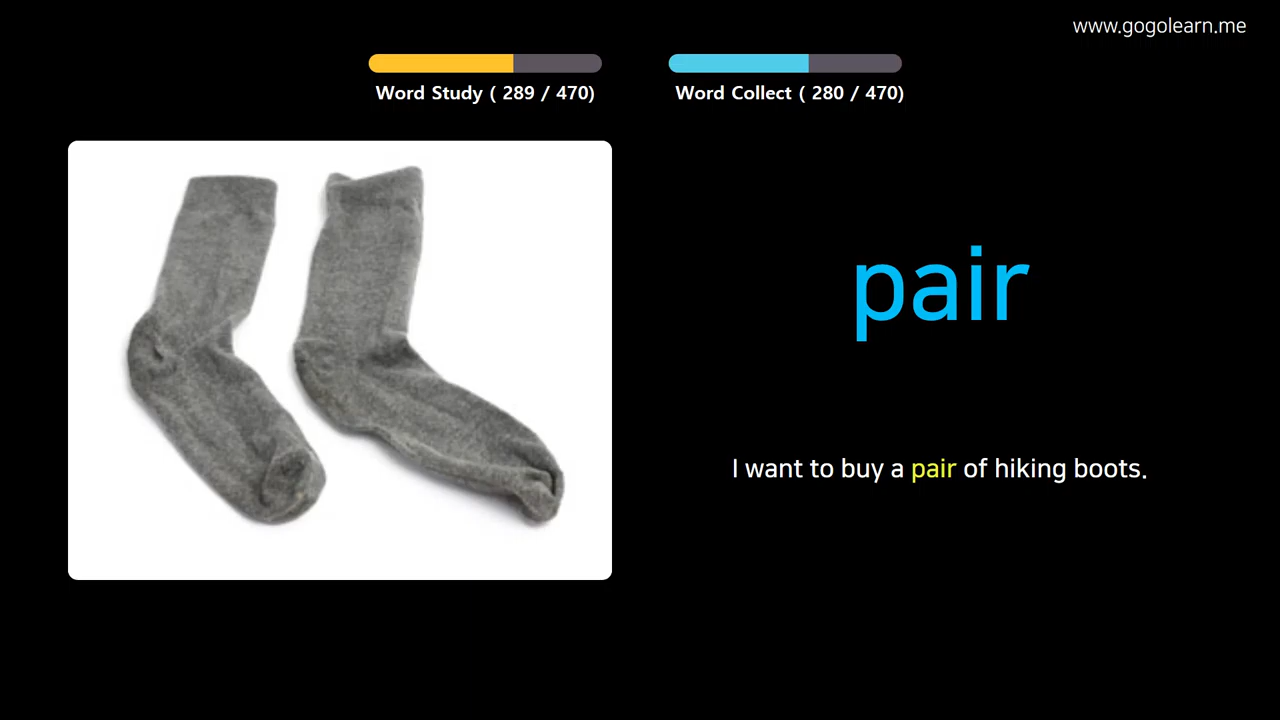 www.gogolearn.me
Word Study ( 289 / 470)
Word Collect ( 280 / 470)
pair
I want to buy a pair of hiking boots.